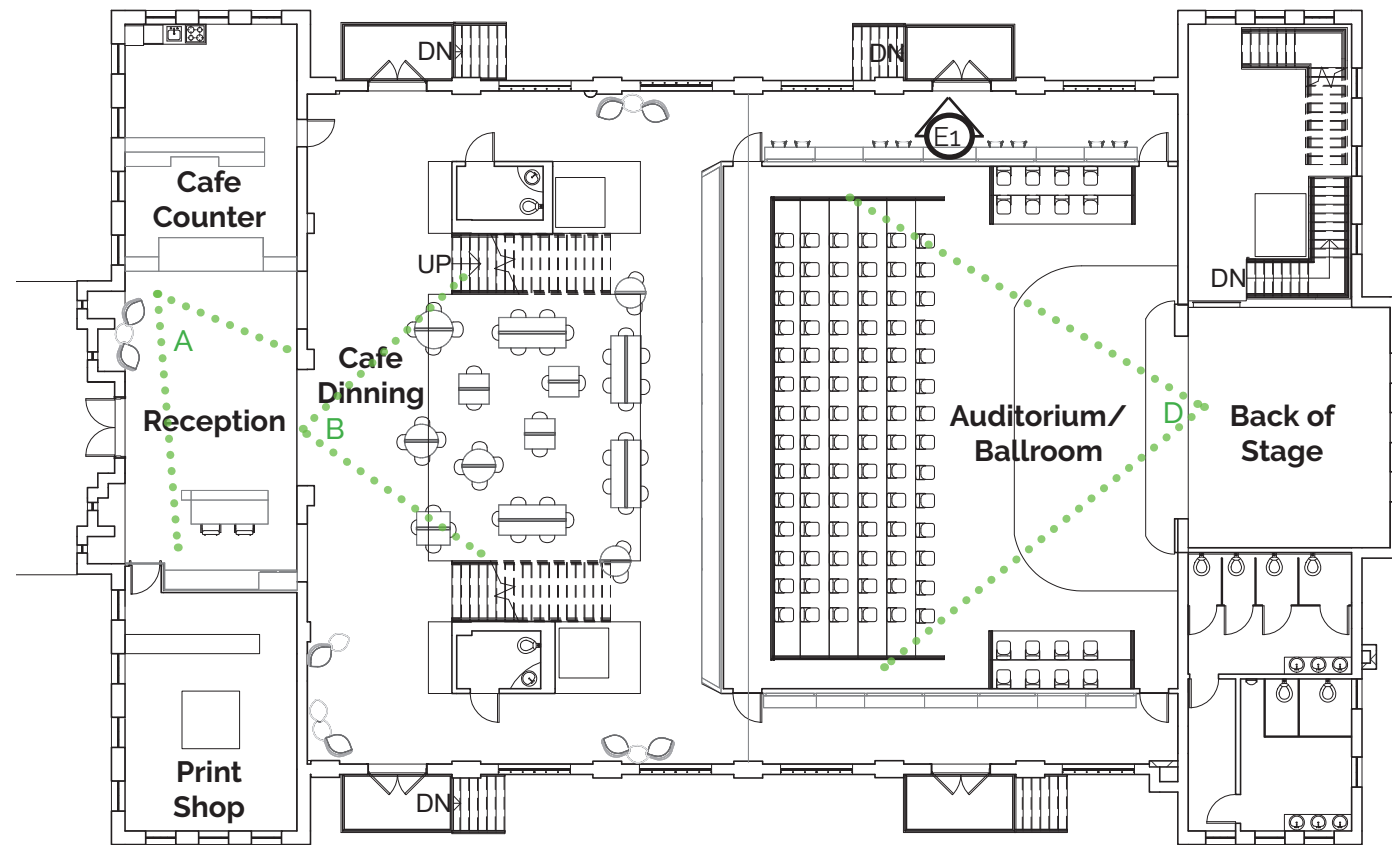 DN
DN
E1
Cafe
Counter
UP
DN
A
Cafe
Dinning
Reception
B
Auditorium/
Ballroom
D
Back of
Stage
Print
Shop
DN